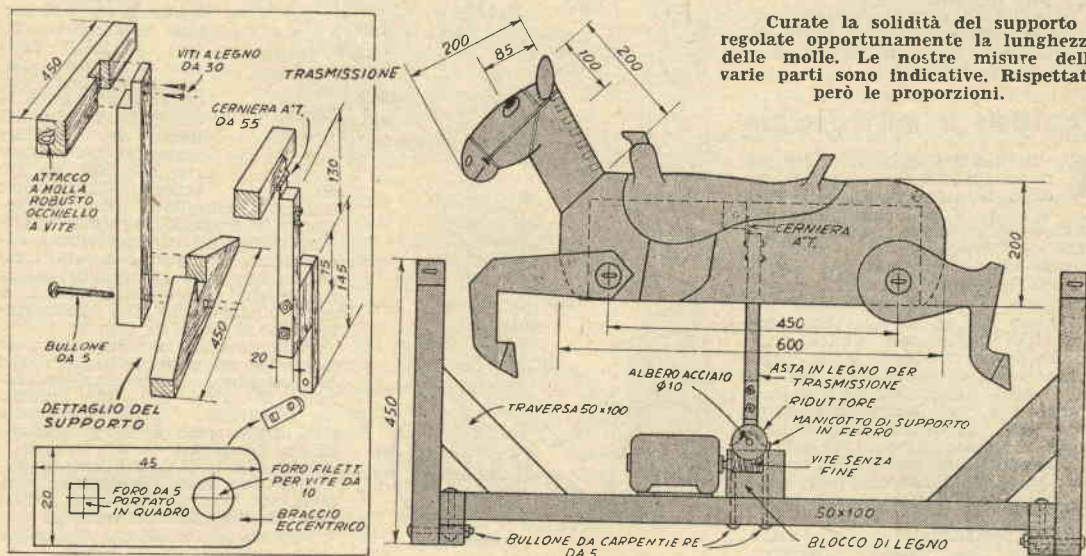 Curate la solidità del supporto
regolate opportunamente la lunghezz
delle molle. Le nostre misure dell
varie parti sono indicative. Rispettat
però le proporzioni.
450
VITI A LEGNO
DA 30
ATTACCO
A MOLLA
ROBUSTO
OCCHIELLO
A VITE
BULLONE
DA 5
DETTAGLIO DEL
SUPPORTO
450
TRASMISSIONE
CERNIERA A "T"
DA 55
130
15
145
20
45
20
FORO DA 5
PORTATO
IN QUADRO
FORO FILETT.
PER VITE DA
10
BRACCIO
ECCENTRICO
200
85
100
200
CERNIERA
A "T".
200
450
600
450
ALBERO ACCIAIO
φ10
ASTA IN LEGNO PER
TRASMISSIONE
RIDUTTORE
MANICOTTO DI SUPPORTO
IN FERRO
VITE SENZA
FINE
TRAVERSA 50×100
50×100
BULLONE DA CARPENTIERE
DA 5
BLOCCO DI LEGNO